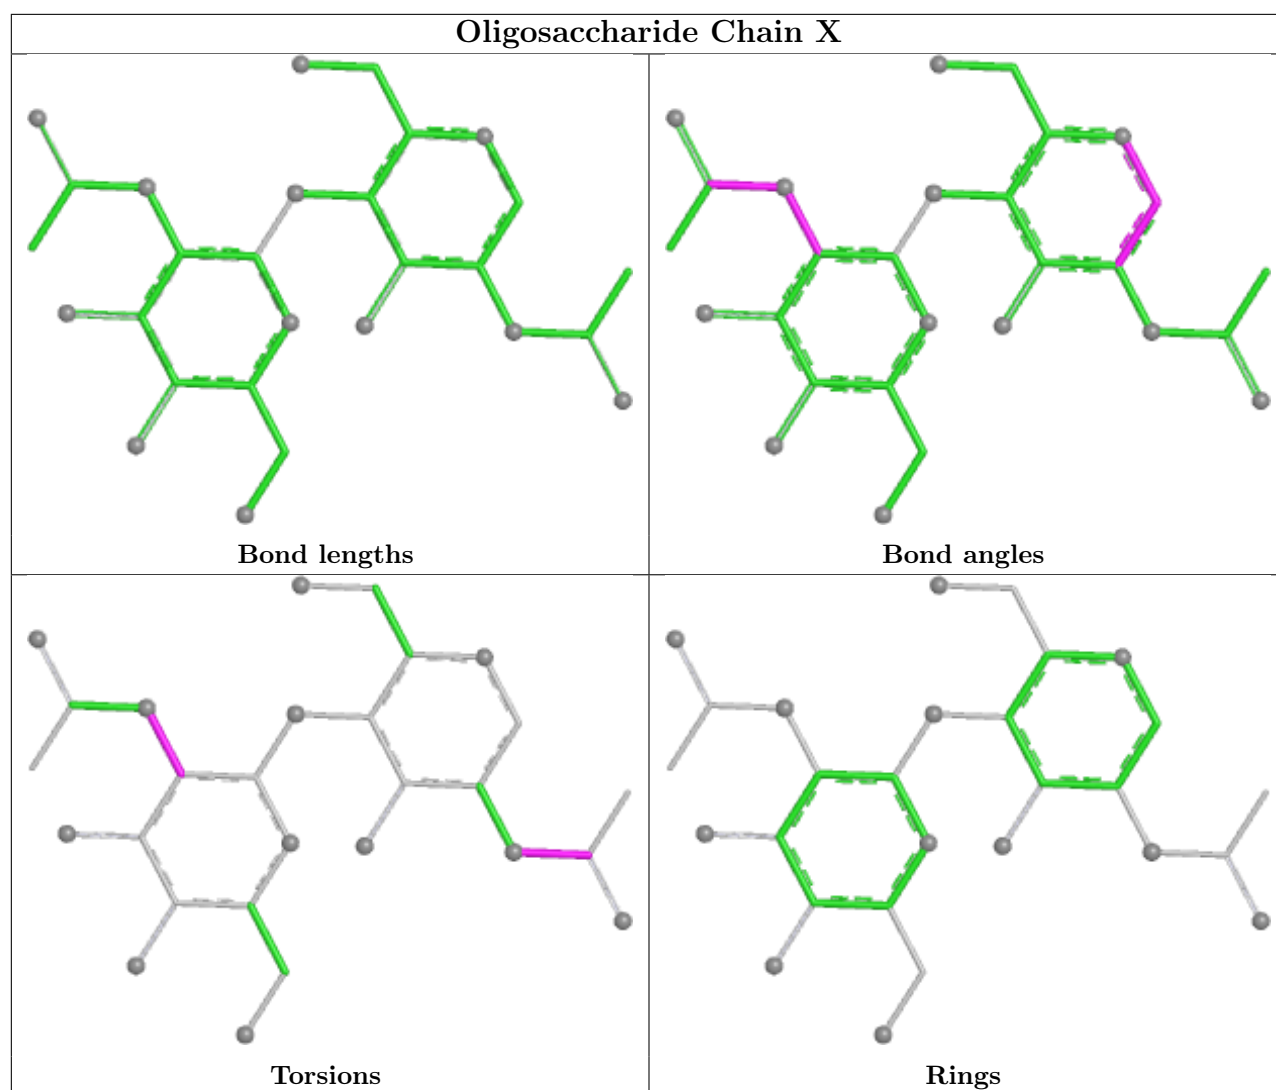 Oligosaccharide Chain X
Bond lengths
Bond angles
Torsions
Rings